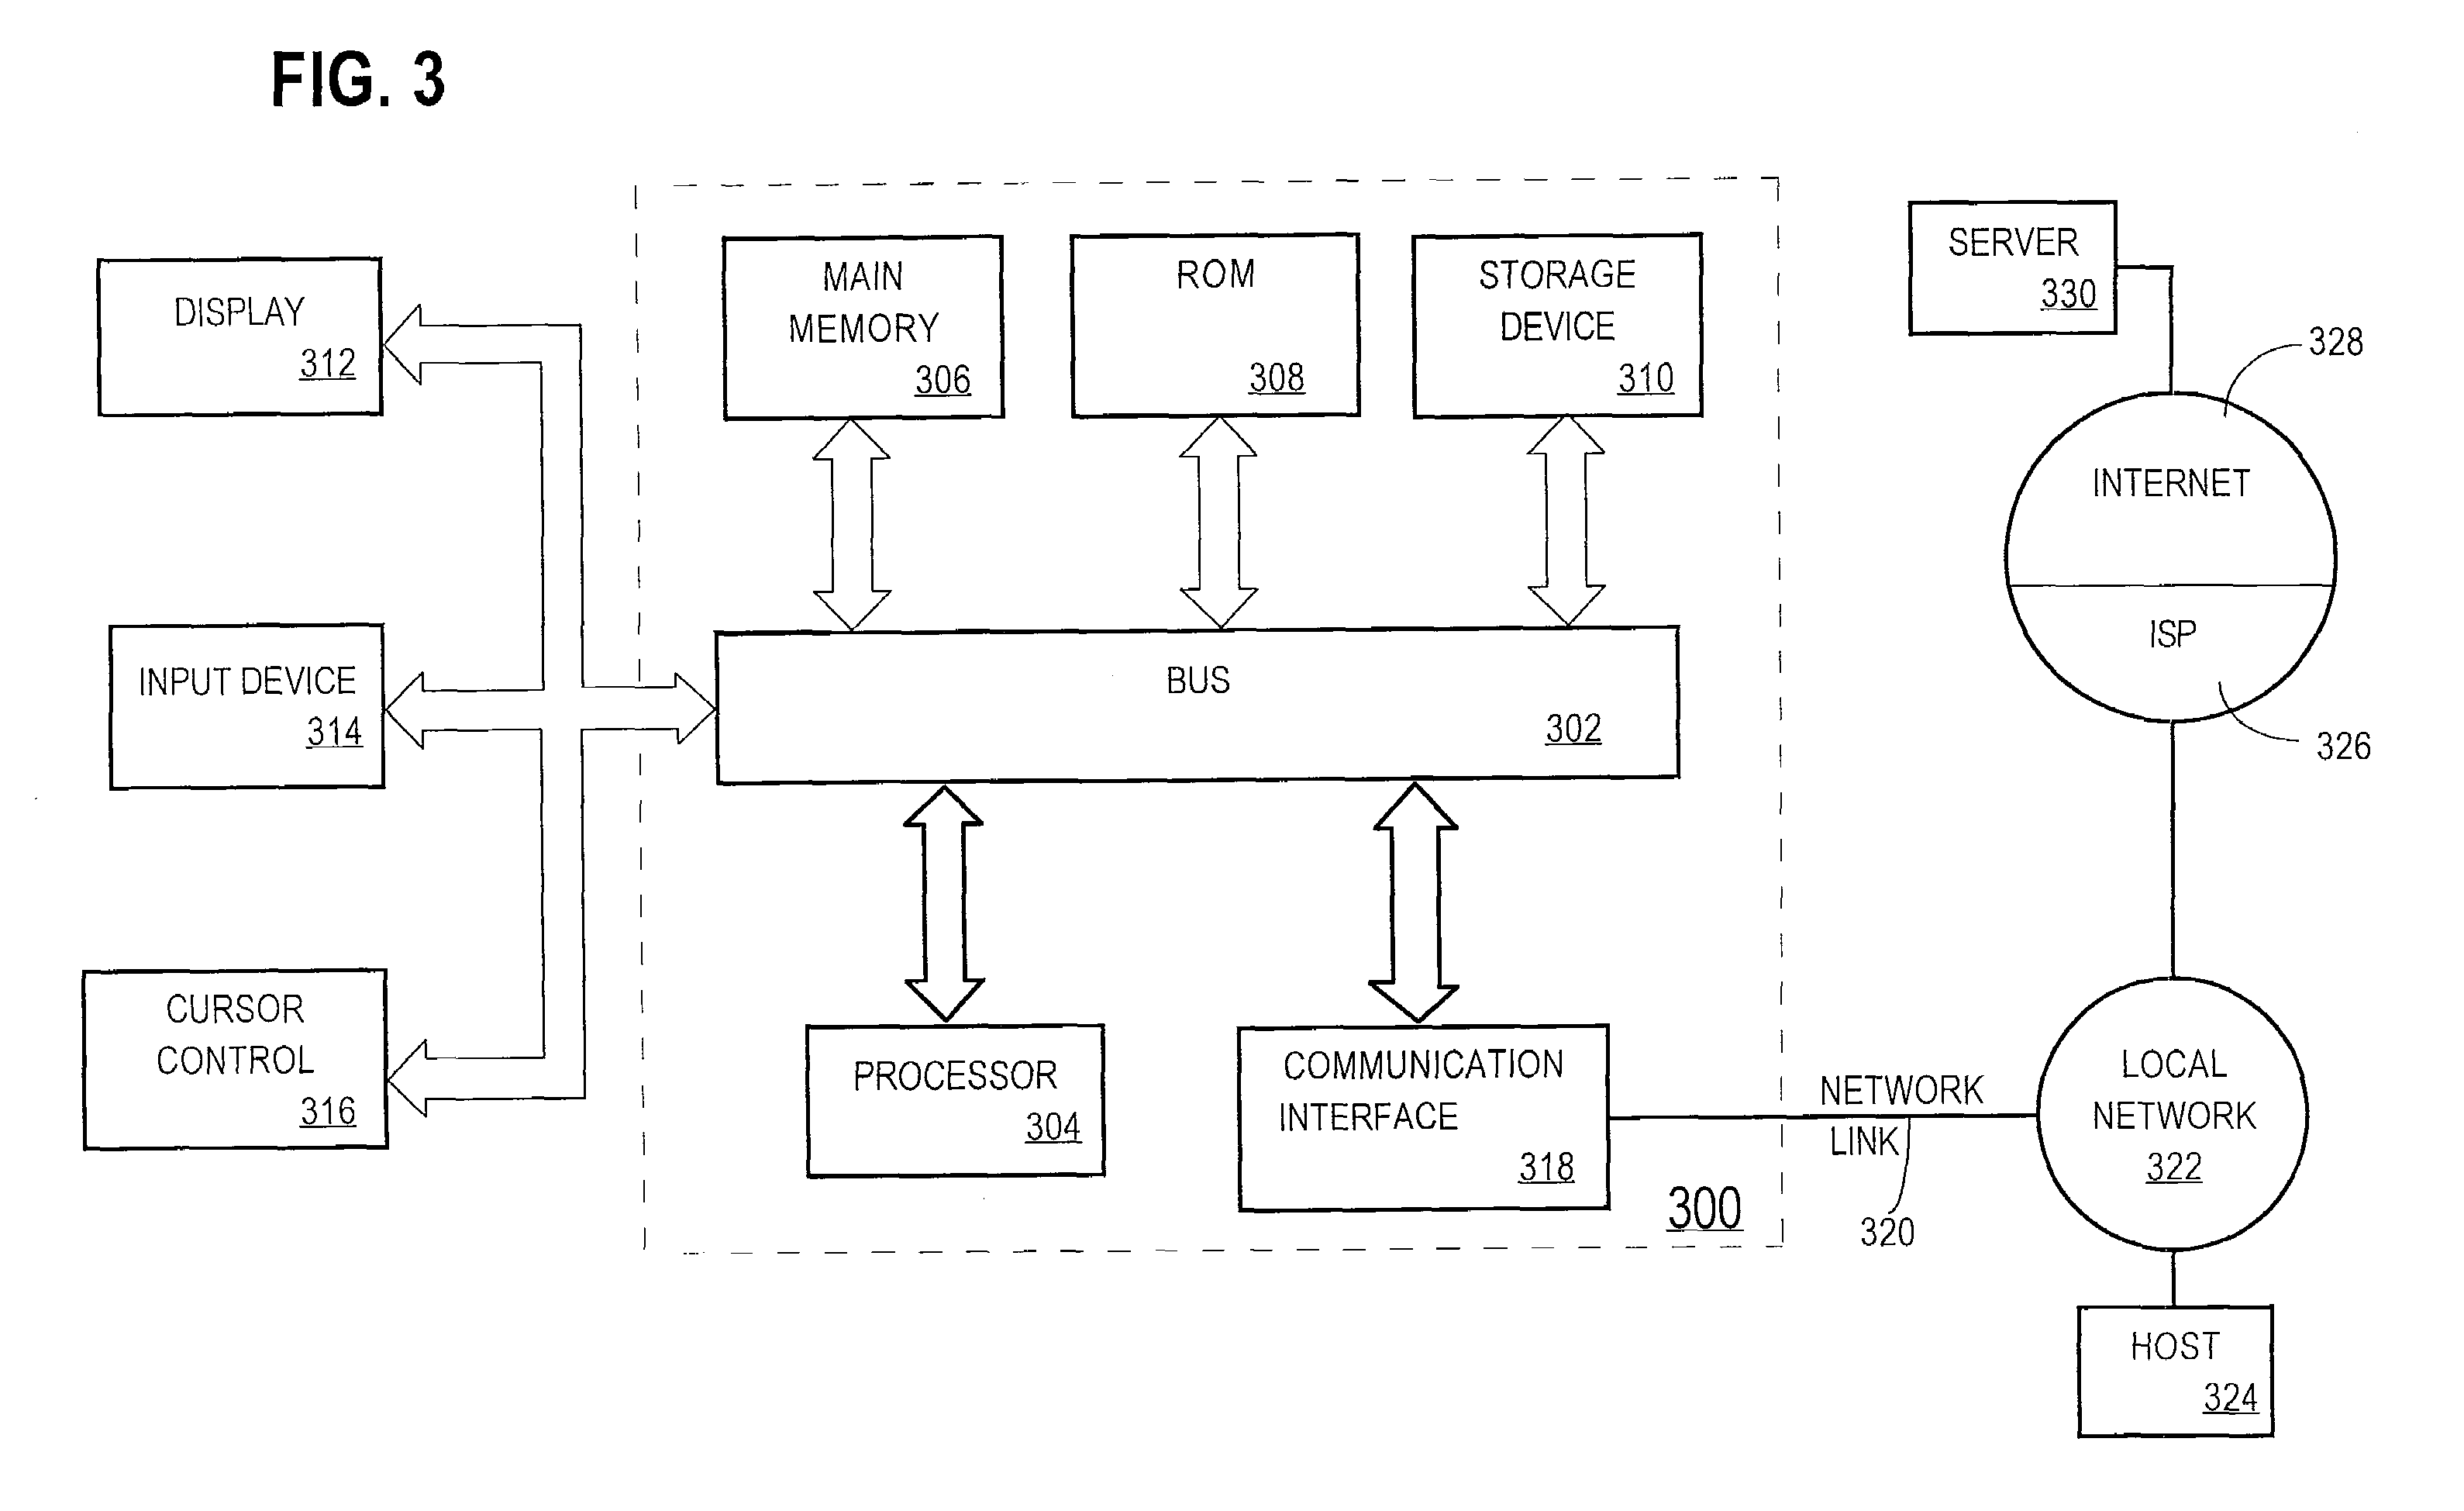 FIG. 3
DISPLAY
312
INPUT DEVICE
314
CURSOR
CONTROL
316
MAIN
MEMORY
306
ROM
308
STORAGE
DEVICE
310
BUS
302
PROCESSOR
304
COMMUNICATION
INTERFACE
318
300
NETWORK
LINK
320
SERVER
330
328
INTERNET
ISP
326
LOCAL
NETWORK
322
HOST
324